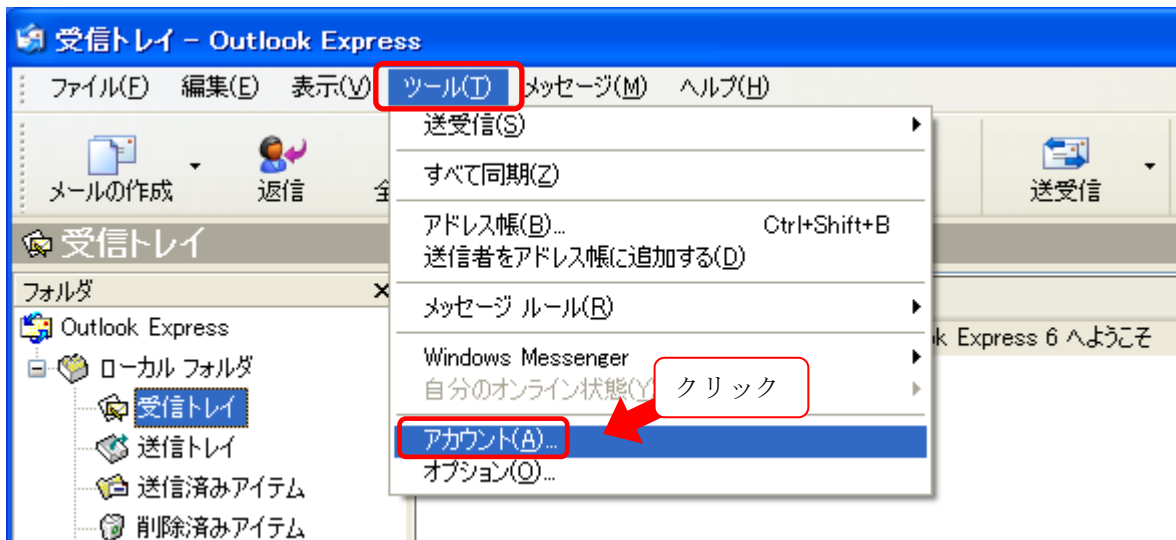 受信トレイ – Outlook Express
ファイル(F) 編集(E) 表示(V) ツール(T) メッセージ(M) ヘルプ(H)
メールの作成 返信 全 送受信
受信トレイ
フォルダ ×
Outlook Express
ローカル フォルダ
受信トレイ
送信トレイ
送信済みアイテム
削除済みアイテム
送受信(S)
すべて同期(Z)
アドレス帳(B)... Ctrl+Shift+B
送信者をアドレス帳に追加する(D)
メッセージ ルール(R)
Windows Messenger
自分のオンライン状態(Y)
アカウント(A)...
オプション(O)...
クリック
k Express 6 へようこそ